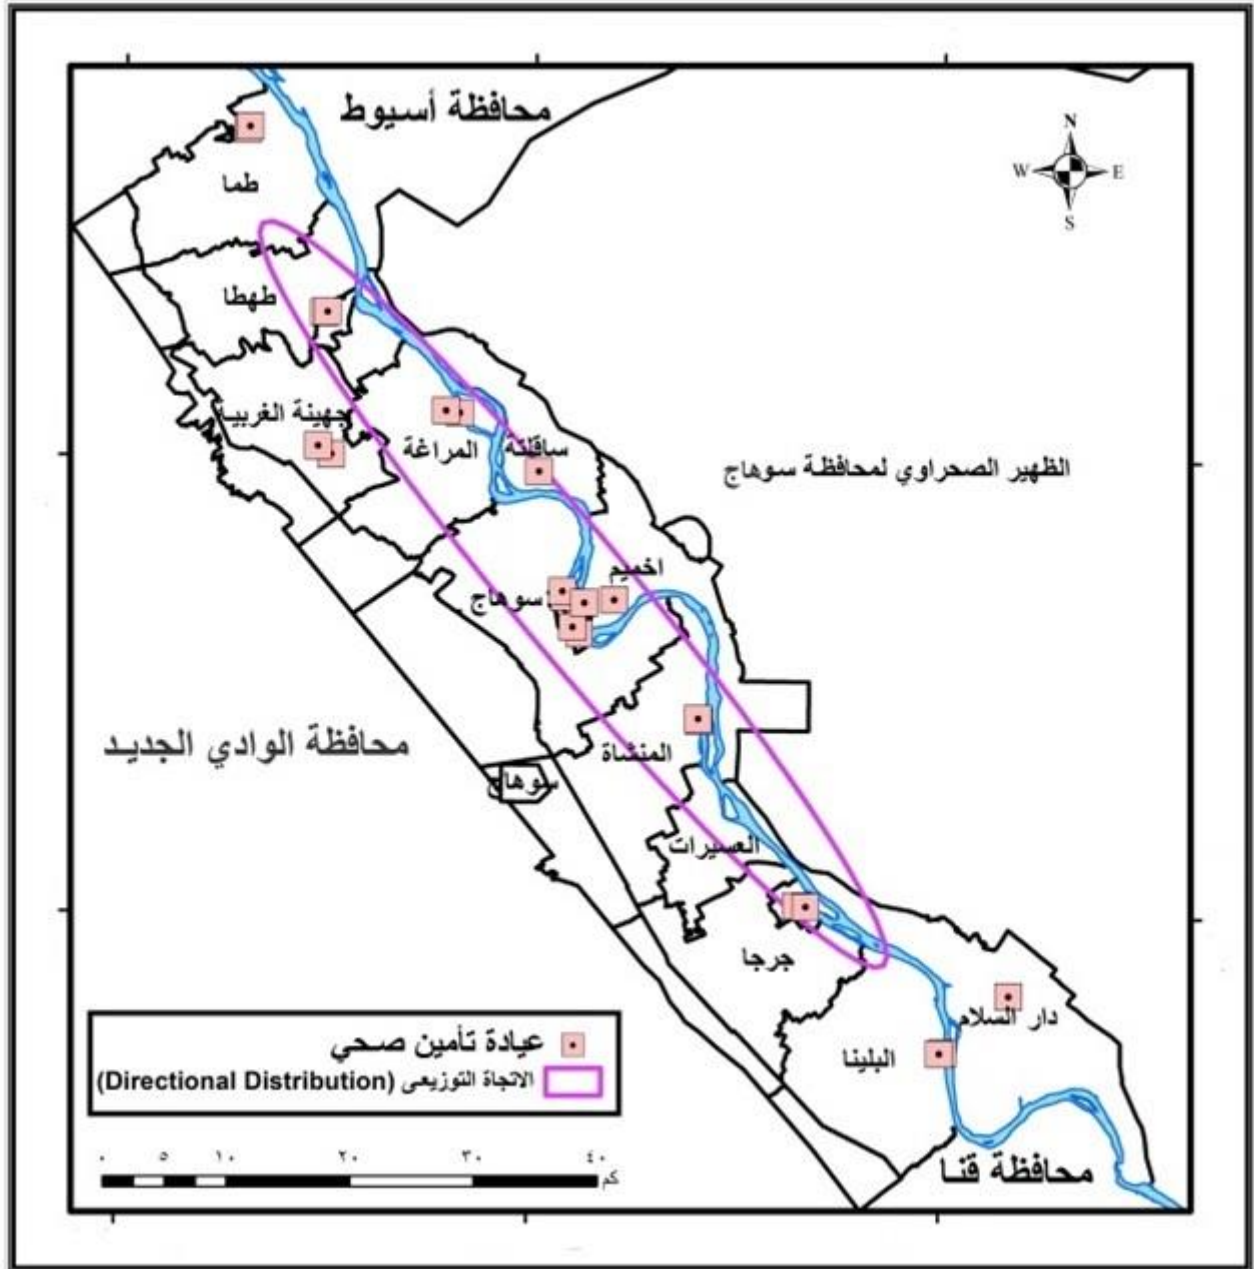 محافظة أسيوط
N
W E
S
طما
طهطا
جهينة الغربية
المراغة
ساقلتة
الظهير الصحراوي لمحافظة سوهاج
اخميم
سوهاج
محافظة الوادي الجديد
المنشاة
سوهاج
العسيرات
جرجا
دار السلام
البلينا
محافظة قنا
عيادة تأمين صحي
الاتجاة التوزيعى (Directional Distribution)
٠ ٥ ١٠ ٢٠ ٣٠ ٤٠
كم